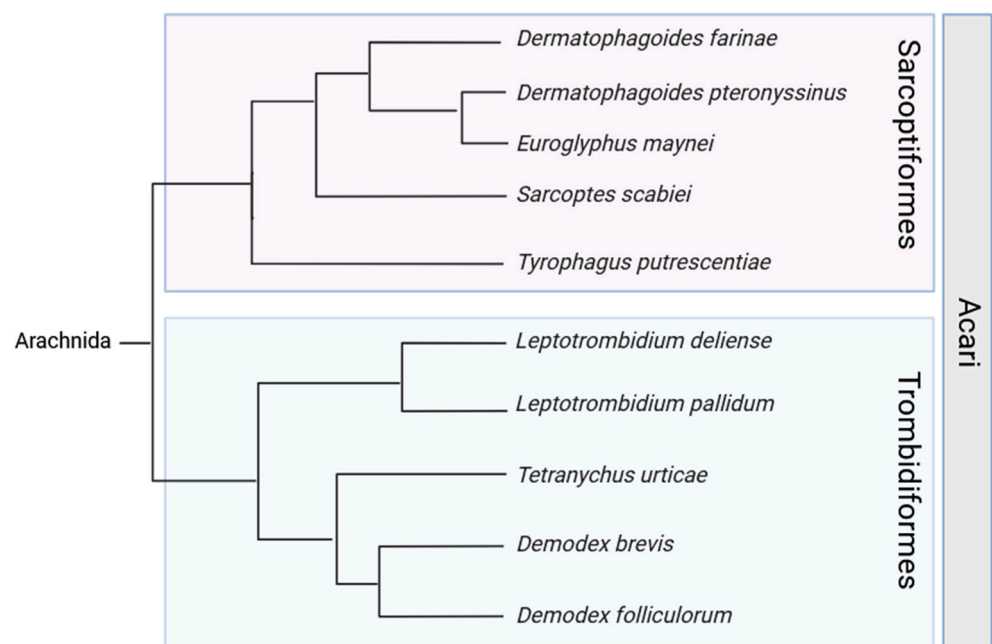 Dermatophagoides farinae
Dermatophagoides pteronyssinus
Euroglyphus maynei
Sarcoptes scabiei
Tyrophagus putrescentiae
Sarcoptiformes
Arachnida
Leptotrombidium deliense
Leptotrombidium pallidum
Tetranychus urticae
Demodex brevis
Demodex folliculorum
Trombidiformes
Acari